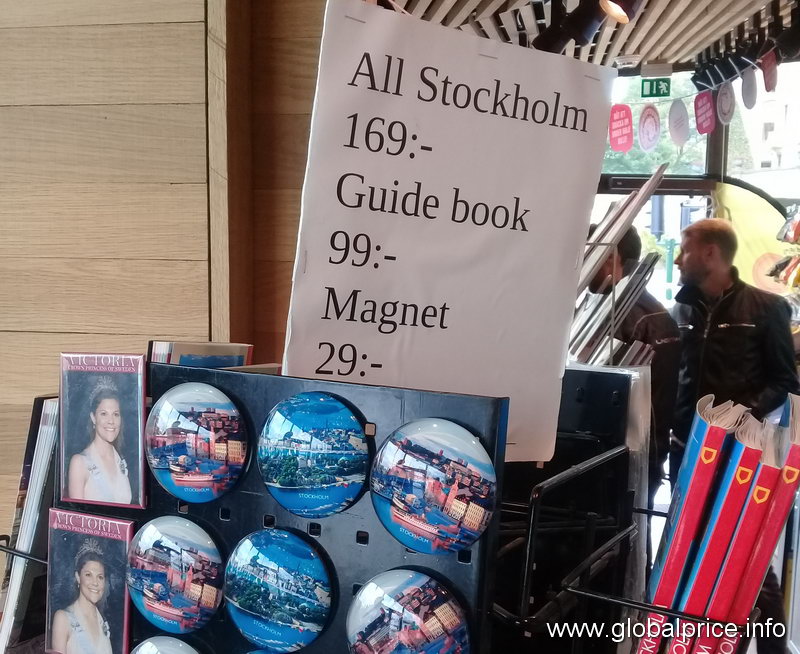 All Stockholm
169:-
Guide book
99:-
Magnet
29:-
VICTORIA
CROWN PRINCESS OF SWEDEN
STOCKHOLM
STOCKHOLM
STOCKHOLM
VICTORIA
CROWN PRINCESS OF SWEDEN
STOCKHOLM
STOCKHOLM
www.globalprice.info